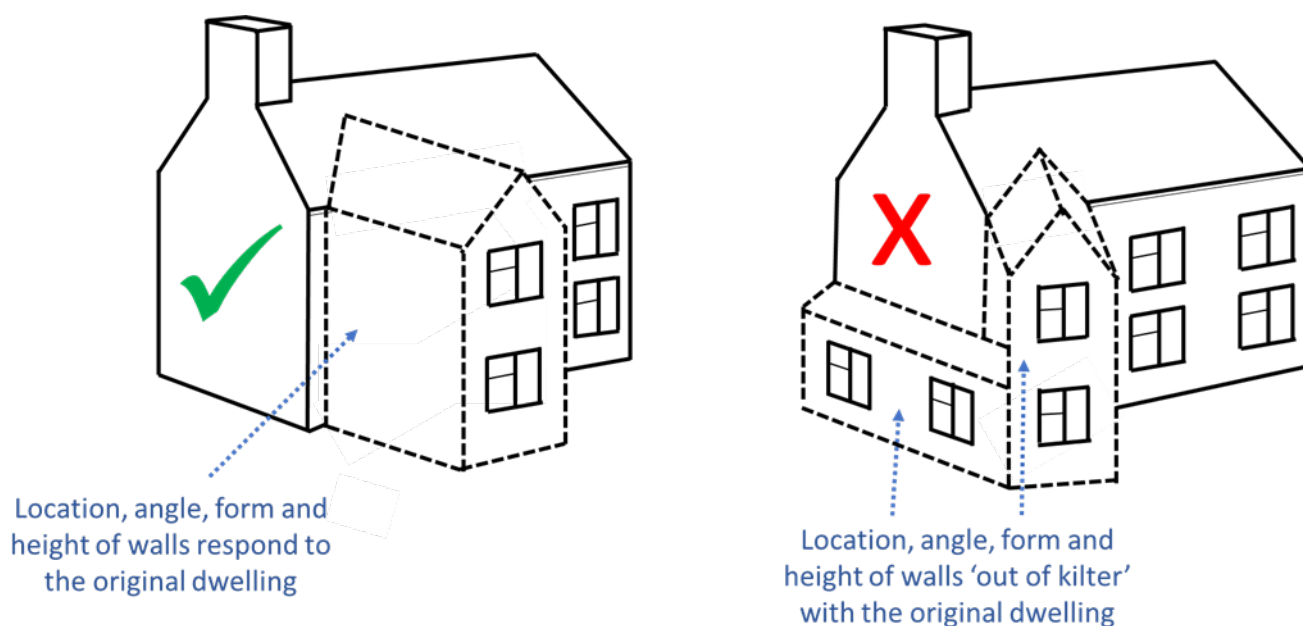 Location, angle, form and
height of walls respond to
the original dwelling
X
Location, angle, form and
height of walls ‘out of kilter’
with the original dwelling